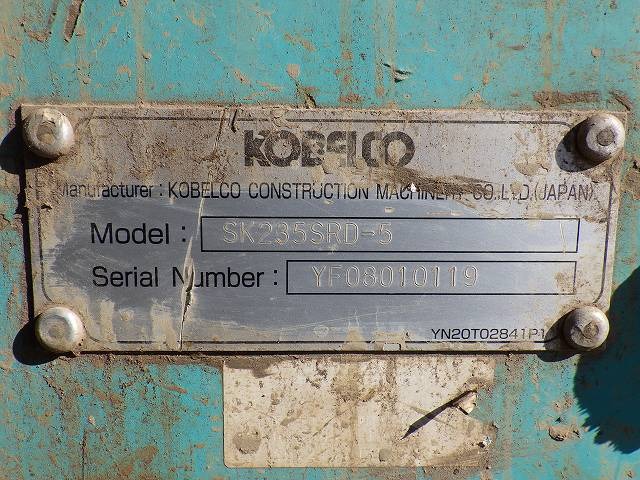 KOBELCO
Manufacturer : KOBELCO CONSTRUCTION MACHINERY CO.,LTD.(JAPAN)
Model : SK235SRD-5
Serial Number : YF08010119
YN20T02841P1